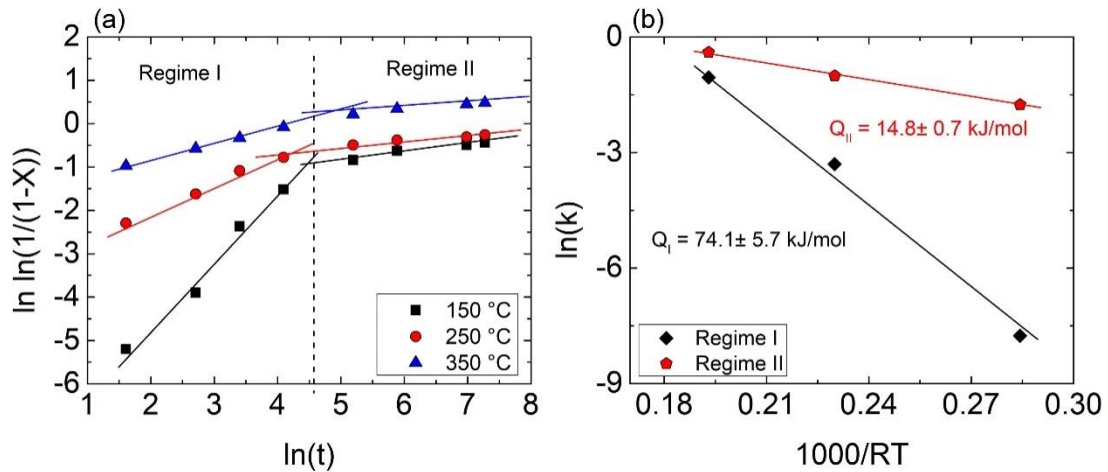 (a)
ln ln(1/(1-X))
2
1
0
-1
-2
-3
-4
-5
-6
Regime I
Regime II
150 °C
250 °C
350 °C
1 2 3 4 5 6 7 8
ln(t)
(b)
ln(k)
0
-3
-6
-9
Q_II = 14.8± 0.7 kJ/mol
Q_I = 74.1± 5.7 kJ/mol
Regime I
Regime II
0.18 0.21 0.24 0.27 0.30
1000/RT